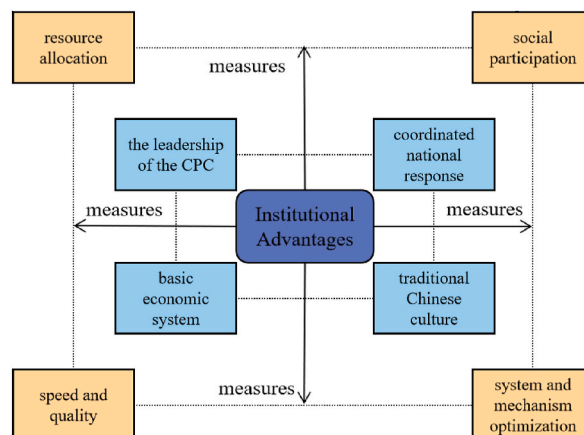 resource
allocation
social
participation
measures
the leadership
of the CPC
coordinated
national
response
measures
Institutional
Advantages
measures
basic
economic
system
traditional
Chinese
culture
measures
speed and
quality
system and
mechanism
optimization